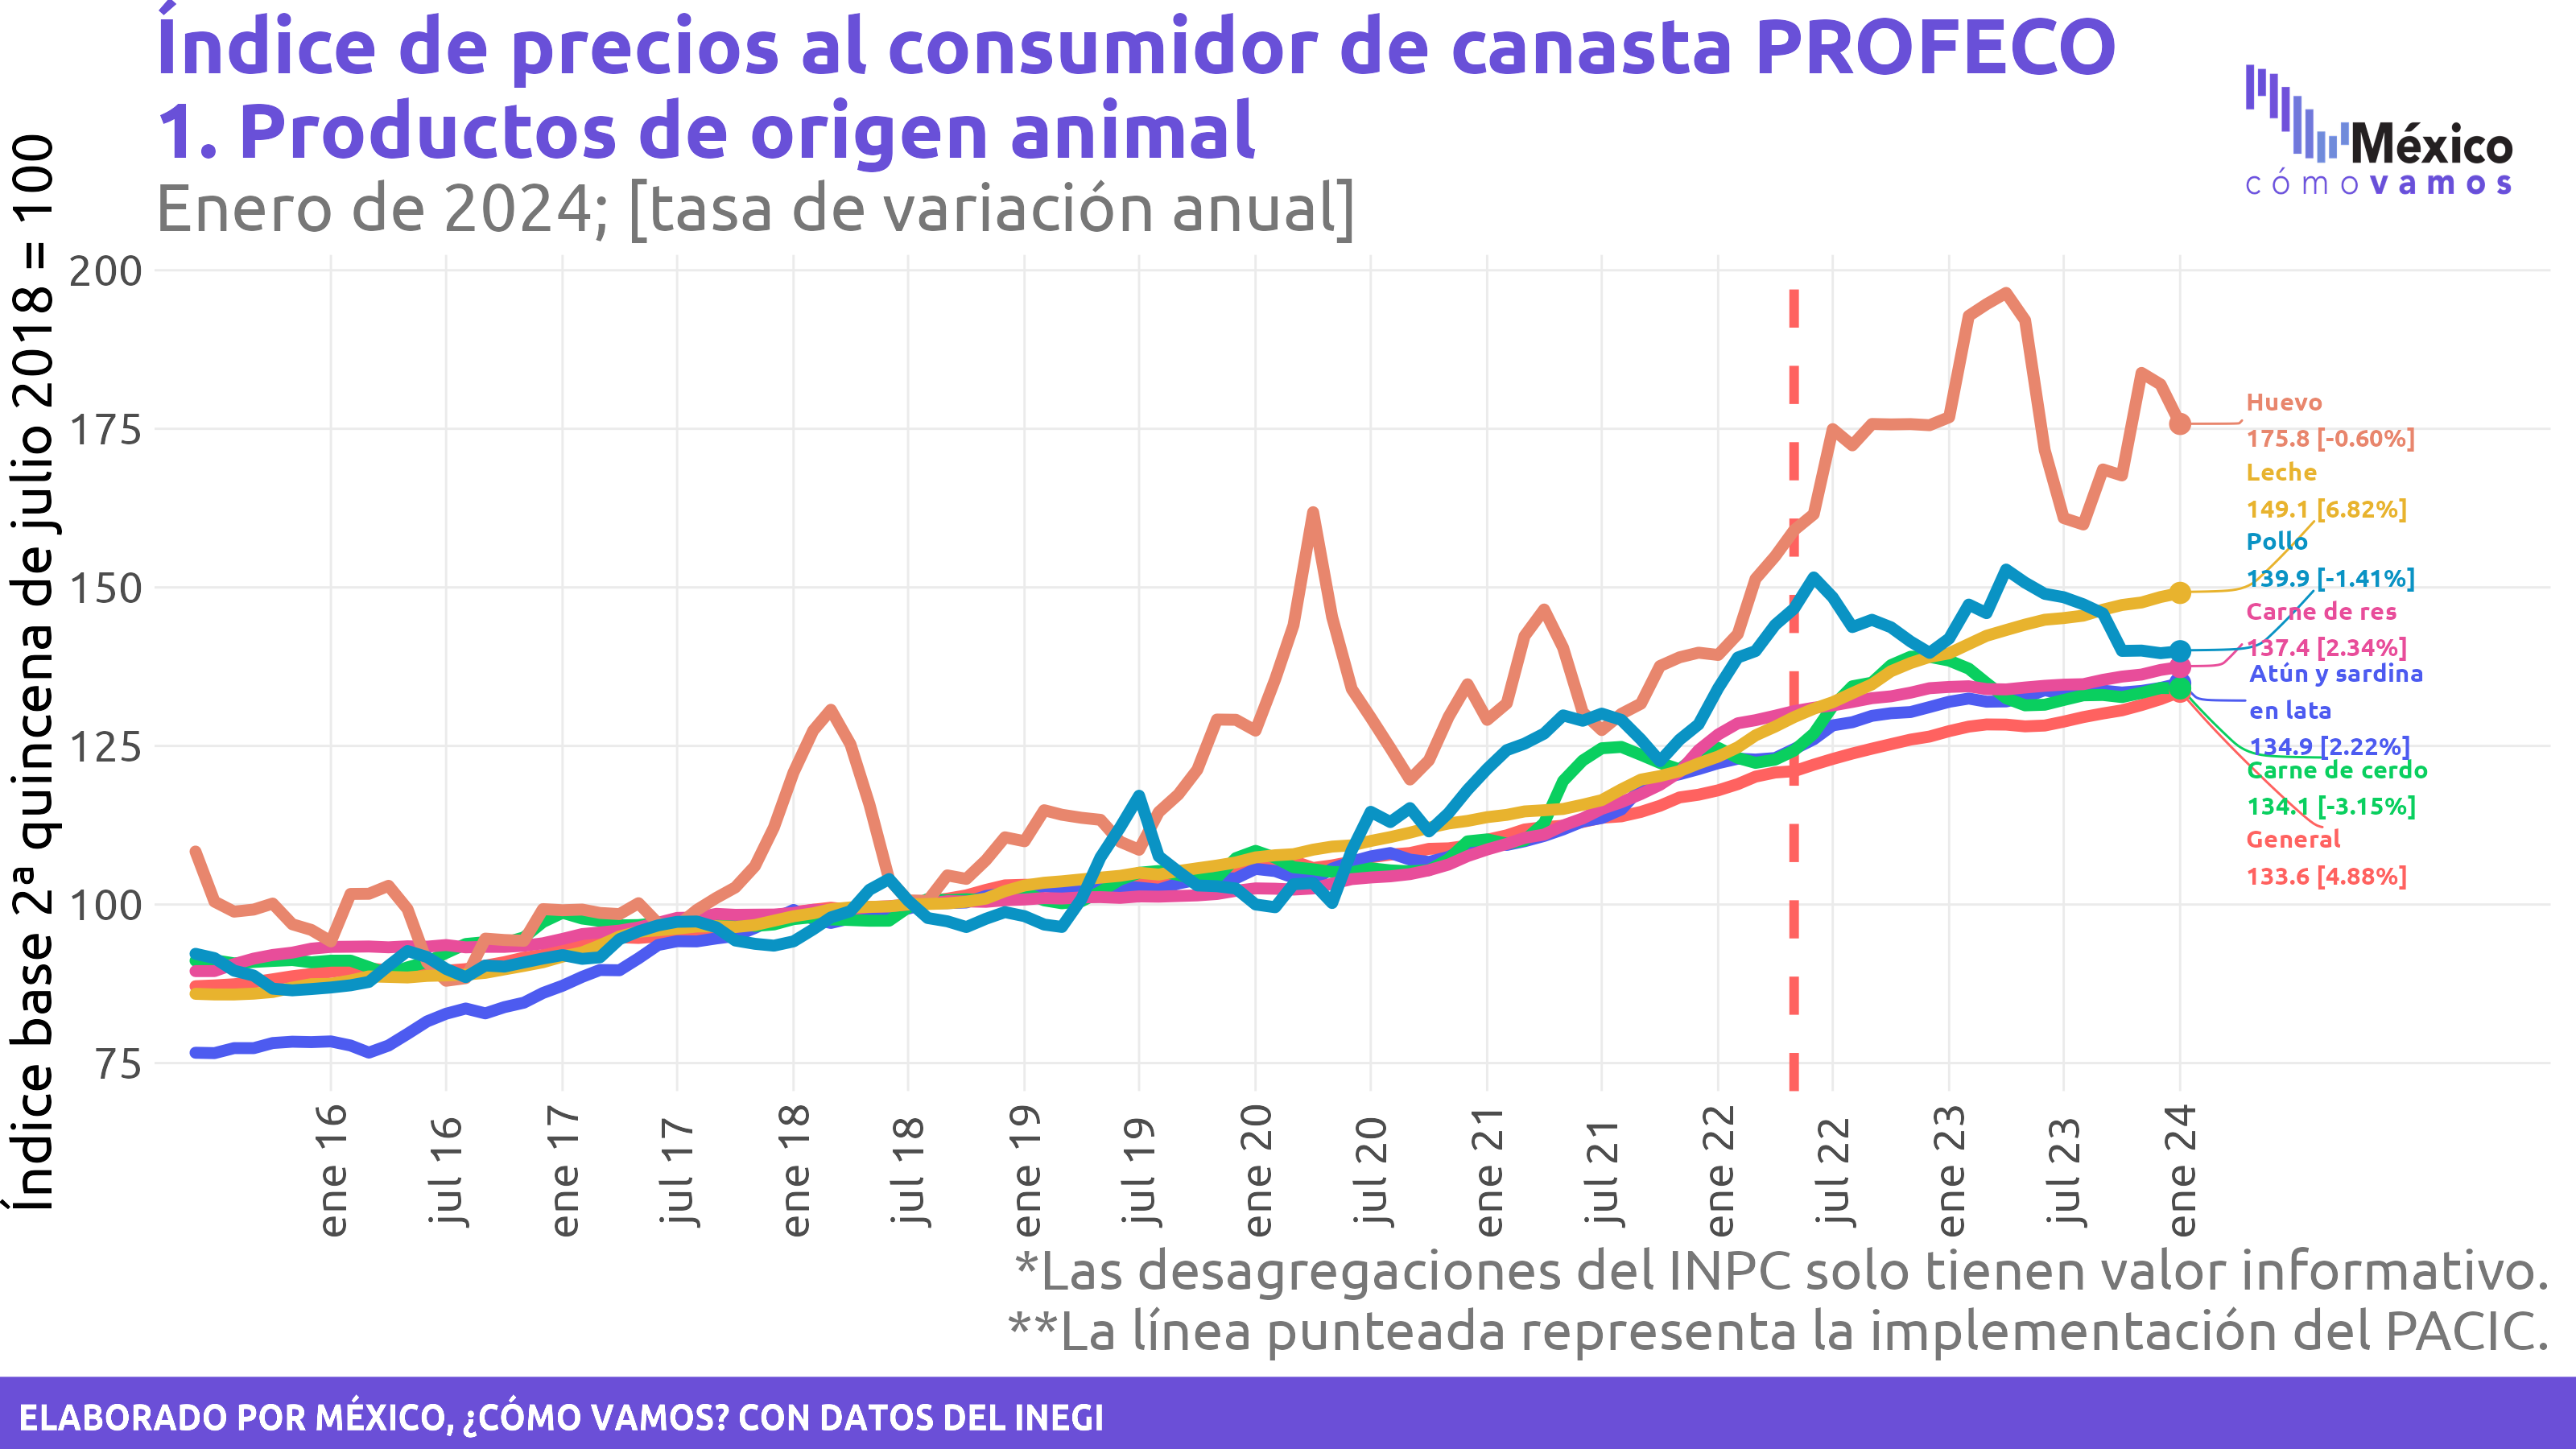 Índice de precios al consumidor de canasta PROFECO
1. Productos de origen animal
Enero de 2024; [tasa de variación anual]
México
cómo vamos
Índice base 2ª quincena de julio 2018 = 100
200
175
150
125
100
75
ene 16
jul 16
ene 17
jul 17
ene 18
jul 18
ene 19
jul 19
ene 20
jul 20
ene 21
jul 21
ene 22
jul 22
ene 23
jul 23
ene 24
Huevo
175.8 [-0.60%]
Leche
149.1 [6.82%]
Pollo
139.9 [-1.41%]
Carne de res
137.4 [2.34%]
Atún y sardina
en lata
134.9 [2.22%]
Carne de cerdo
134.1 [-3.15%]
General
133.6 [4.88%]
*Las desagregaciones del INPC solo tienen valor informativo.
**La línea punteada representa la implementación del PACIC.
ELABORADO POR MÉXICO, ¿CÓMO VAMOS? CON DATOS DEL INEGI